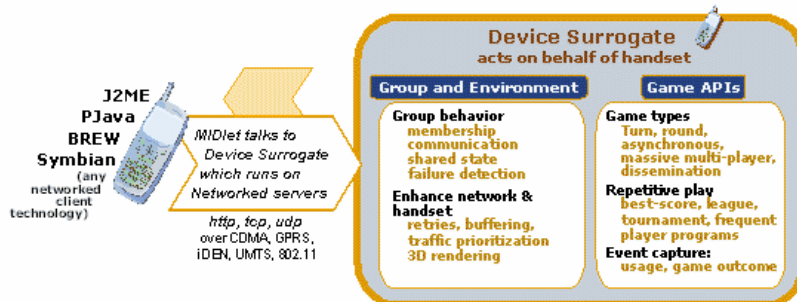 J2ME
PJava
BREW
Symbian
(any
networked
client
technology)
MIDlet talks to
Device Surrogate
which runs on
Networked servers
http, tcp, udp
over CDMA, GPRS,
iDEN, UMTS, 802.11
Device Surrogate
acts on behalf of handset
Group and Environment
Group behavior
membership
communication
shared state
failure detection
Enhance network &
handset
retries, buffering,
traffic prioritization
3D rendering
Game APIs
Game types
Turn, round,
asynchronous,
massive multi-player,
dissemination
Repetitive play
best-score, league,
tournament, frequent
player programs
Event capture:
usage, game outcome